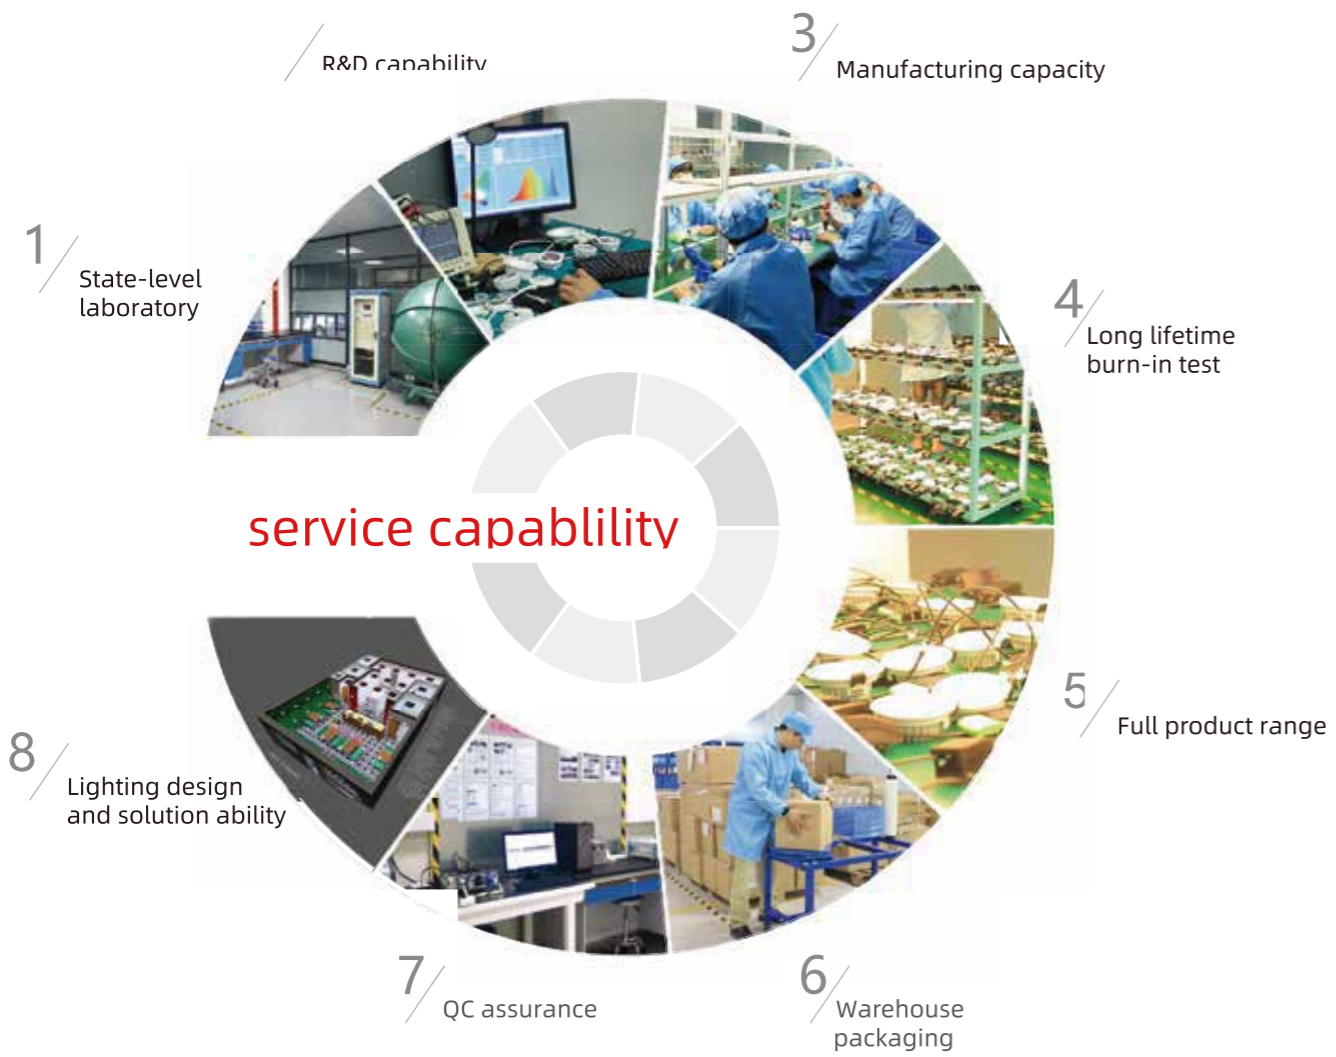 R&D capability
3
Manufacturing capacity
1
State-level
laboratory
4
Long lifetime
burn-in test
service capablility
5
Full product range
8
Lighting design
and solution ability
7
QC assurance
6
Warehouse
packaging